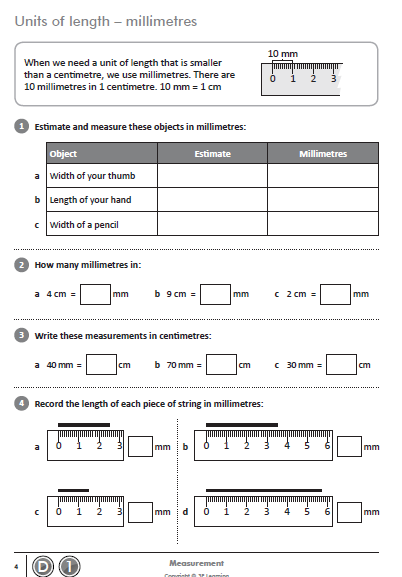 Units of length – millimetres
When we need a unit of length that is smaller
than a centimetre, we use millimetres. There are
10 millimetres in 1 centimetre. 10 mm = 1 cm
10 mm
0 1 2 3
1 Estimate and measure these objects in millimetres:
Object Estimate Millimetres
a Width of your thumb
b Length of your hand
c Width of a pencil
2 How many millimetres in:
a 4 cm = mm b 9 cm = mm c 2 cm = mm
3 Write these measurements in centimetres:
a 40 mm = cm b 70 mm = cm c 30 mm = cm
4 Record the length of each piece of string in millimetres:
a 0 1 2 3 mm b 0 1 2 3 4 5 6 mm
c 0 1 2 3 mm d 0 1 2 3 4 5 6 mm
4 D 1 Measurement
Copyright © 3P Learning